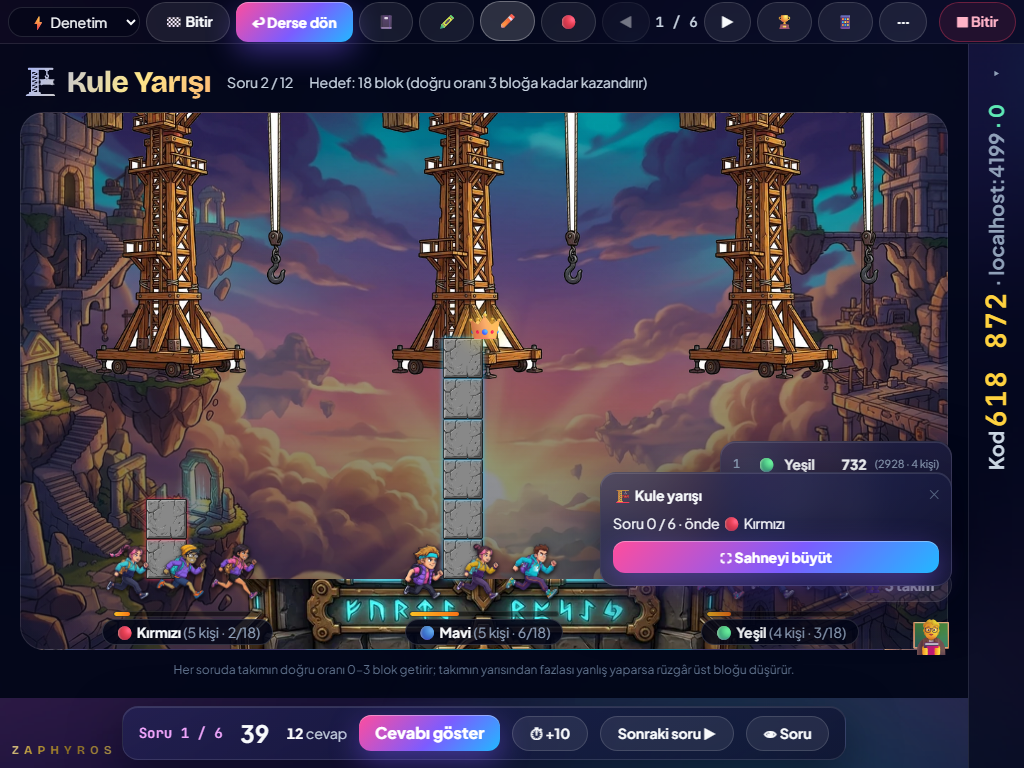 Denetim
Bitir
Derse dön
1 / 6
Bitir
Kule Yarışı
Soru 2 / 12
Hedef: 18 blok (doğru oranı 3 bloğa kadar kazandırır)
Kod 618 872 · localhost:4199 · 0
1 Yeşil 732 (2928 · 4 kişi)
Kule yarışı
Soru 0 / 6 · önde Kırmızı
Sahneyi büyüt
3 takım
Kırmızı (5 kişi · 2/18)
Mavi (5 kişi · 6/18)
Yeşil (4 kişi · 3/18)
Her soruda takımın doğru oranı 0–3 blok getirir; takımın yarısından fazlası yanlış yaparsa rüzgâr üst bloğu düşürür.
Soru 1 / 6
39
12 cevap
Cevabı göster
+10
Sonraki soru
Soru
ZAPHYROS